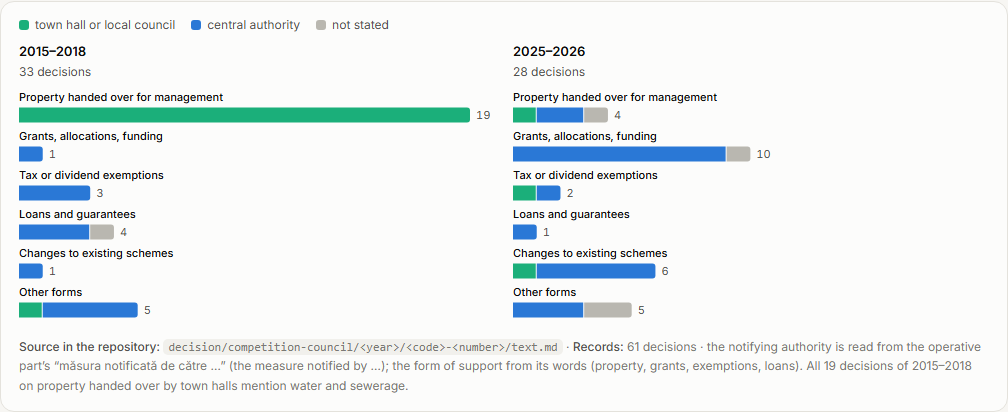 town hall or local council central authority not stated
2015–2018
33 decisions
Property handed over for management
19
Grants, allocations, funding
1
Tax or dividend exemptions
3
Loans and guarantees
4
Changes to existing schemes
1
Other forms
5
2025–2026
28 decisions
Property handed over for management
4
Grants, allocations, funding
10
Tax or dividend exemptions
2
Loans and guarantees
1
Changes to existing schemes
6
Other forms
5
Source in the repository: decision/competition-council/<year>/<code>-<number>/text.md · Records: 61 decisions · the notifying authority is read from the operative
part’s “măsura notificată de către …” (the measure notified by …); the form of support from its words (property, grants, exemptions, loans). All 19 decisions of 2015–2018
on property handed over by town halls mention water and sewerage.